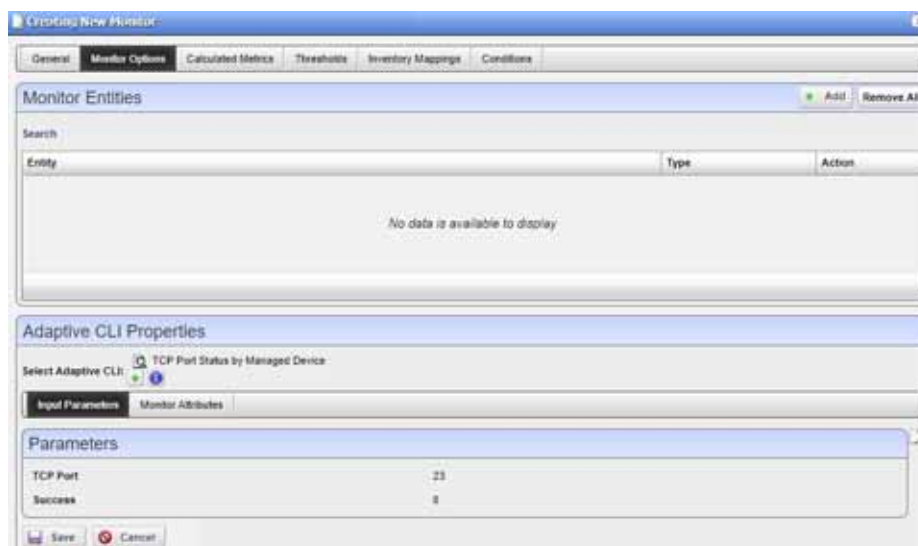 Creating New Monitor
General Monitor Options Calculated Metrics Thresholds Inventory Mappings Conditions
Monitor Entities Add Remove All
Search
Entity Type Action
No data is available to display
Adaptive CLI Properties
Select Adaptive CLI: TCP Port Status by Managed Device
Input Parameters Monitor Attributes
Parameters
TCP Port 23
Success
Save Cancel